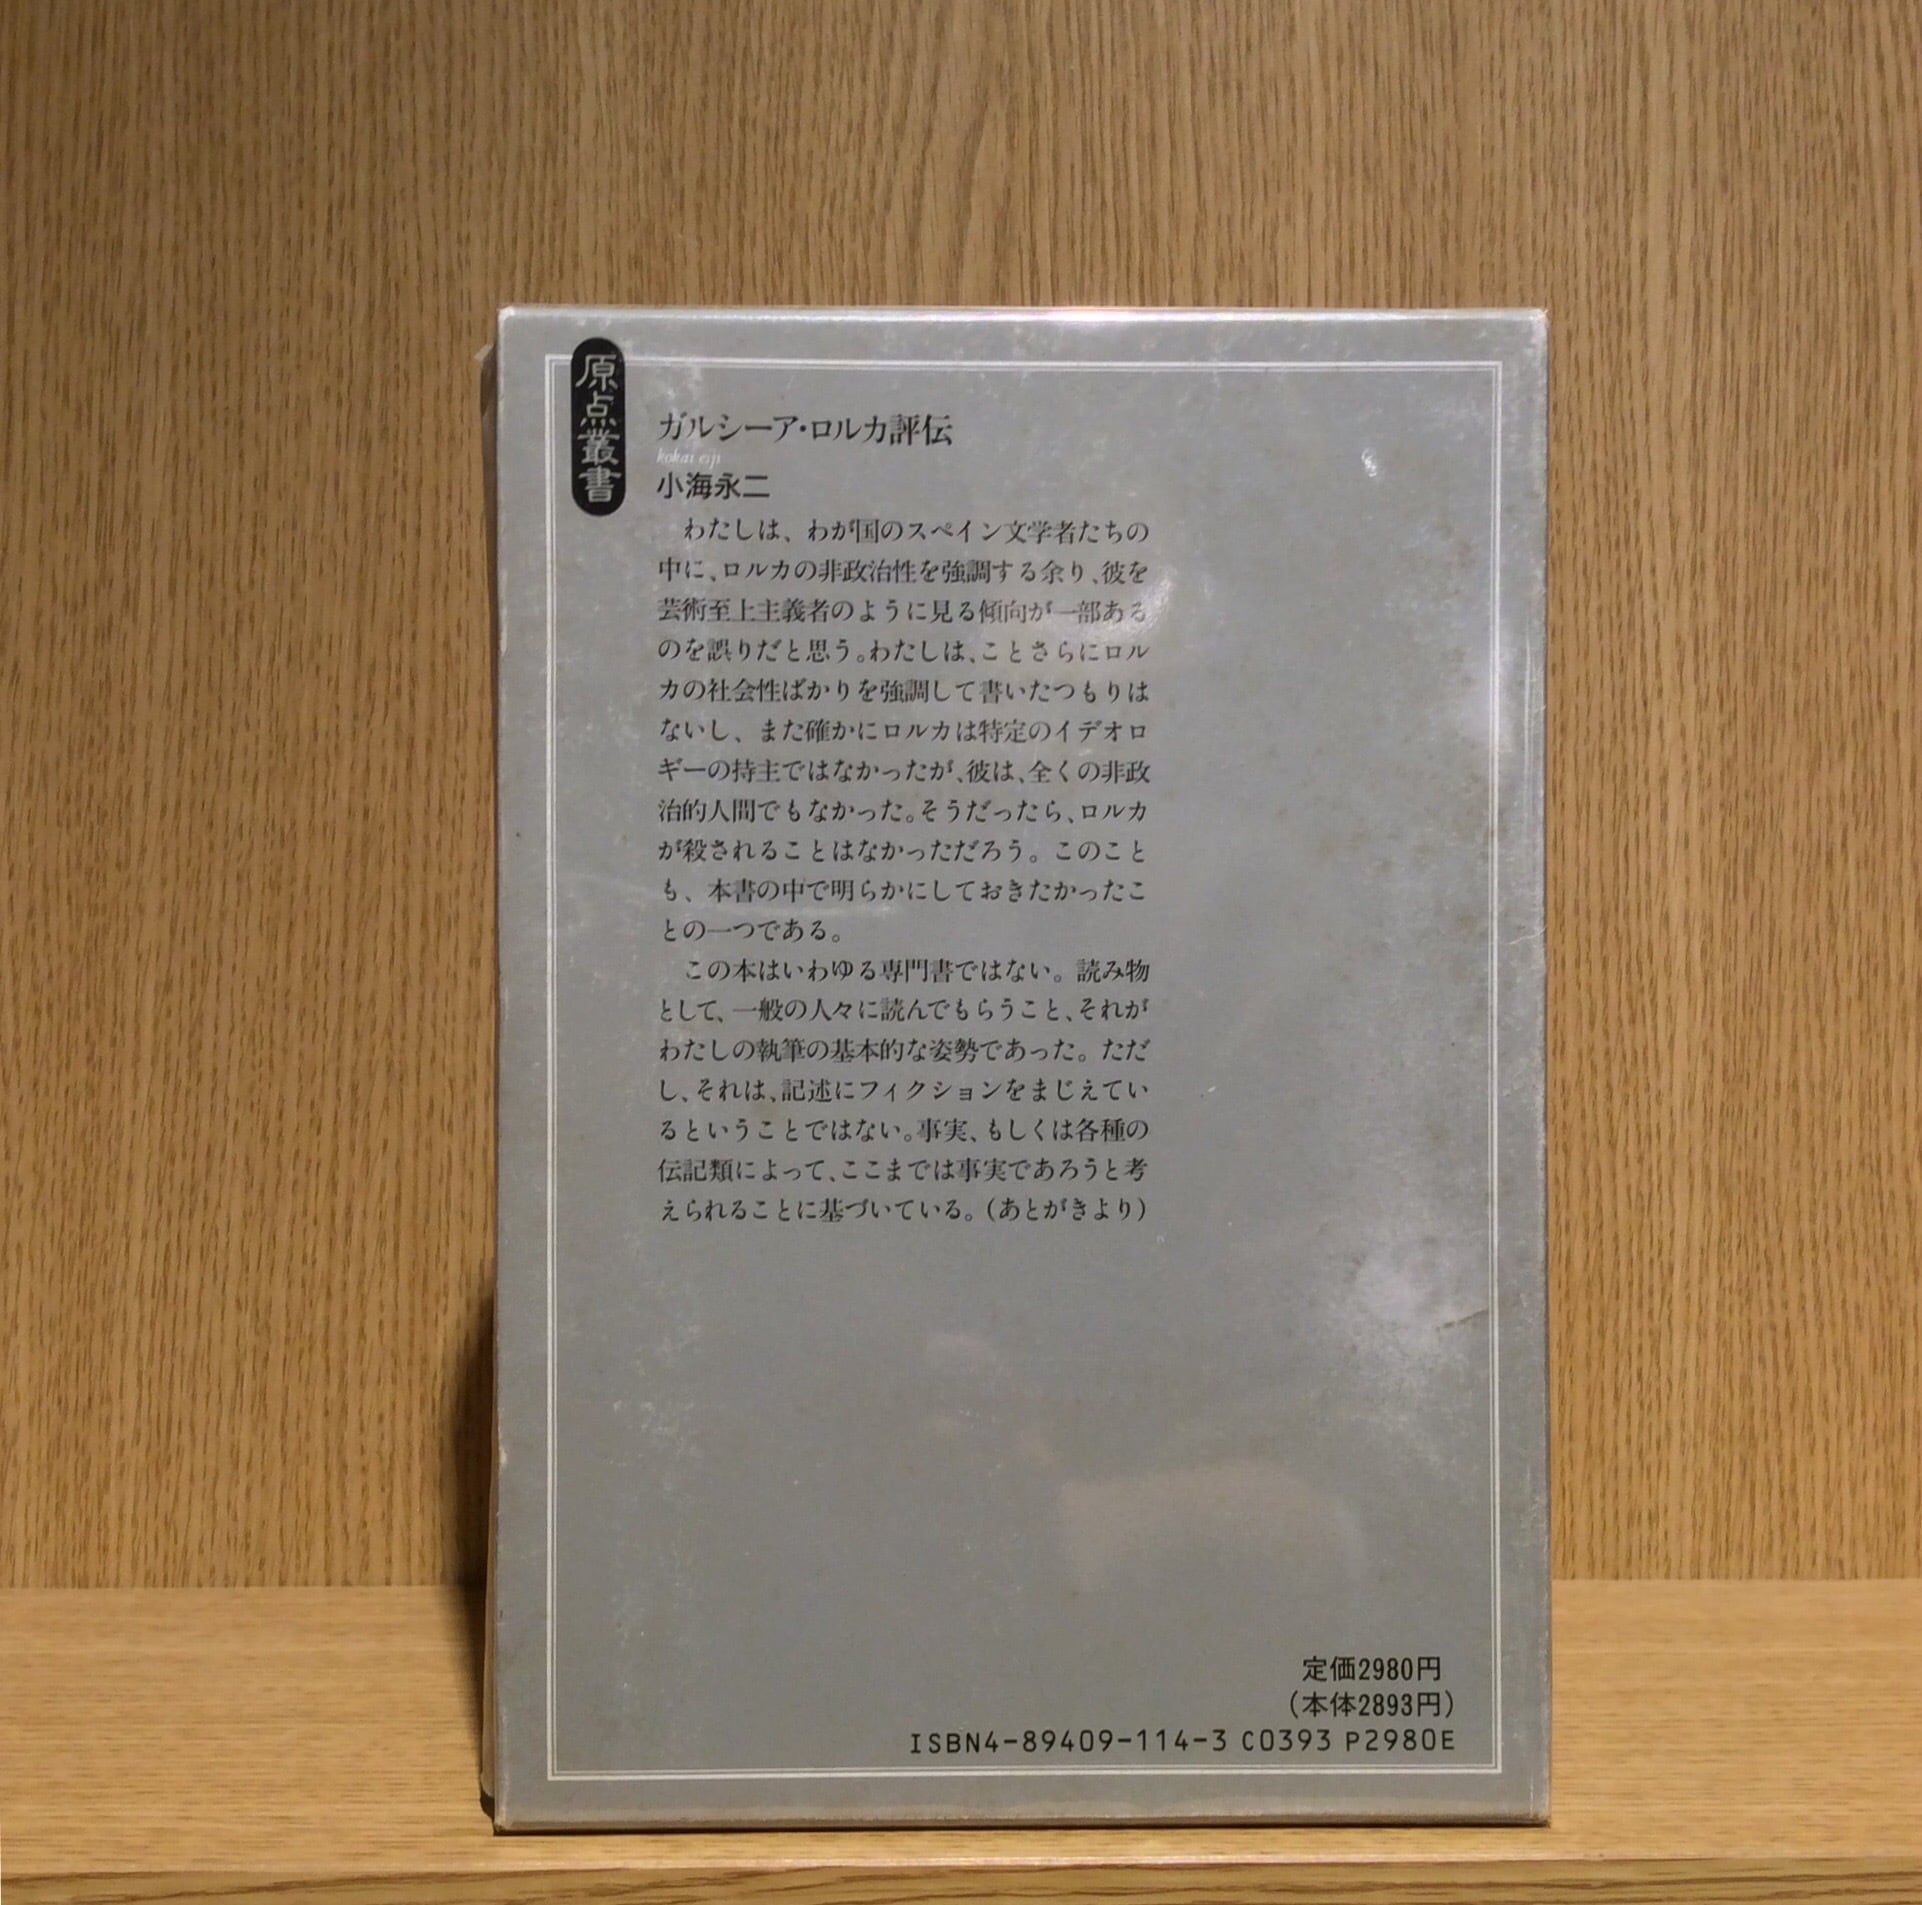 原点叢書
ガルシーア・ロルカ評伝
kokai eiji
小海永二
わたしは、わが国のスペイン文学者たちの
中に、ロルカの非政治性を強調する余り、彼を
芸術至上主義者のように見る傾向が一部ある
のを誤りだと思う。わたしは、ことさらにロル
カの社会性ばかりを強調して書いたつもりは
ないし、また確かにロルカは特定のイデオロ
ギーの持主ではなかったが、彼は、全くの非政
治的人間でもなかった。そうだったら、ロルカ
が殺されることはなかっただろう。このこと
も、本書の中で明らかにしておきたかったこ
との一つである。
この本はいわゆる専門書ではない。読み物
として、一般の人々に読んでもらうこと、それが
わたしの執筆の基本的な姿勢であった。ただ
し、それは、記述にフィクションをまじえてい
るということではない。事実、もしくは各種の
伝記類によって、ここまでは事実であろうと考
えられることに基づいている。(あとがきより)
定価2980円
(本体2893円)
ISBN4-89409-114-3 C0393 P2980E